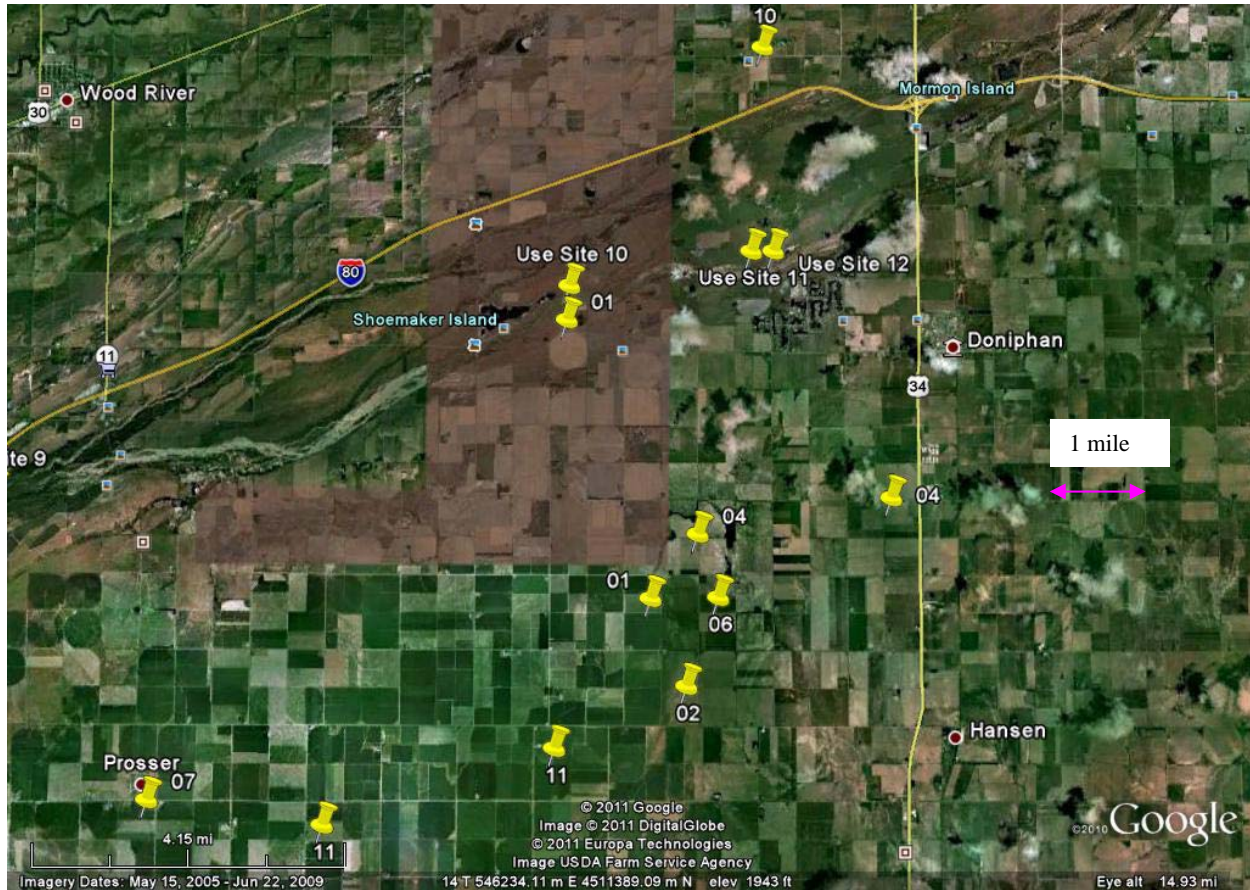 10
Wood River
30
Mormon Island
Use Site 10
Use Site 11
Use Site 12
80
01
Shoemaker Island
Doniphan
11
34
1 mile
te 9
04
04
01
06
02
Hansen
11
Prosser
07
4.15 mi
11
© 2011 Google
Image © 2011 DigitalGlobe
© 2011 Europa Technologies
Image USDA Farm Service Agency
©2010 Google
Imagery Dates: May 15, 2005 - Jun 22, 2009
14 T 546234.11 m E 4511389.09 m N elev 1943 ft
Eye alt 14.93 mi